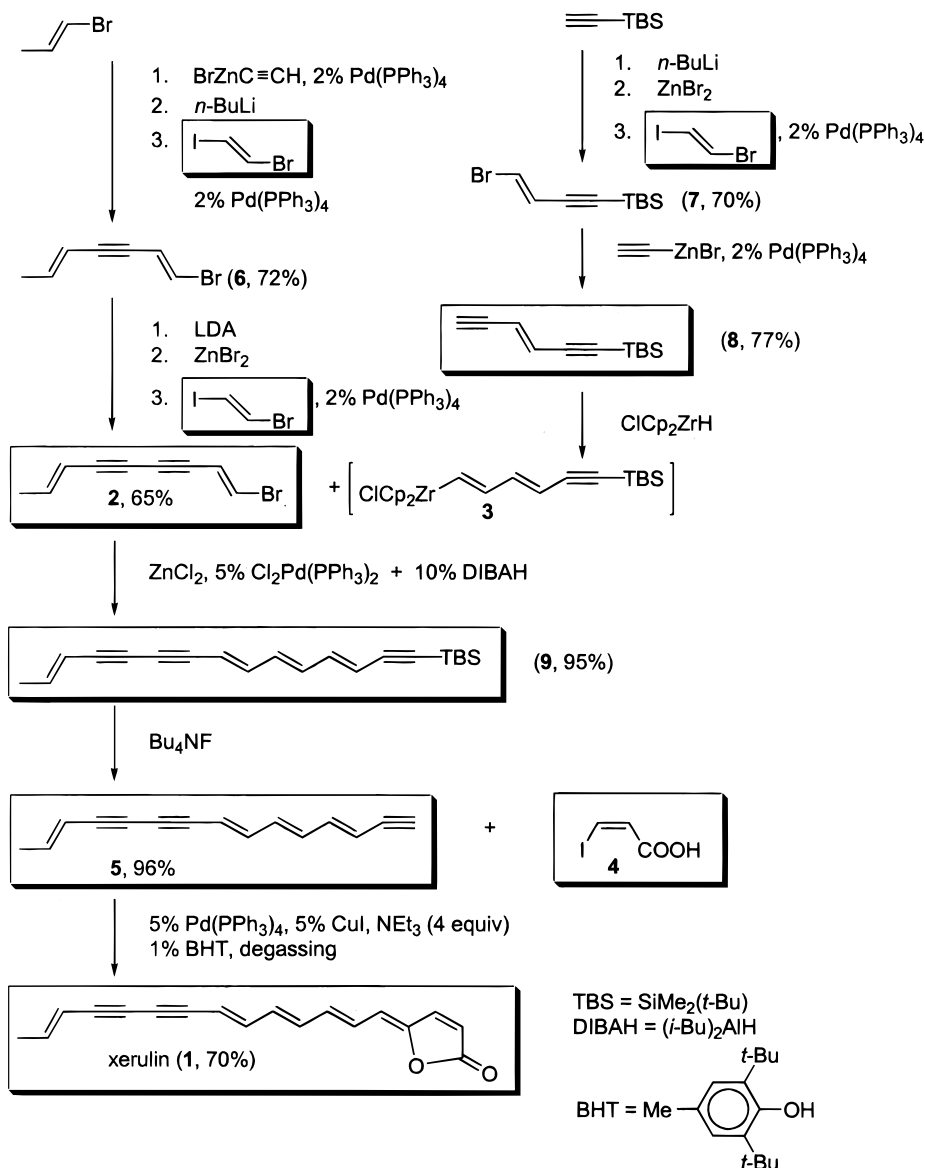 Br
1. BrZnC≡CH, 2% Pd(PPh3)4
2. n-BuLi
3. I Br
2% Pd(PPh3)4
Br (6, 72%)
1. LDA
2. ZnBr2
3. I Br , 2% Pd(PPh3)4
TBS
1. n-BuLi
2. ZnBr2
3. I Br , 2% Pd(PPh3)4
Br TBS (7, 70%)
ZnBr, 2% Pd(PPh3)4
TBS (8, 77%)
ClCp2ZrH
Br
2, 65%
+
ClCp2Zr TBS
3
ZnCl2, 5% Cl2Pd(PPh3)2 + 10% DIBAH
TBS (9, 95%)
Bu4NF
5, 96%
+
I COOH
4
5% Pd(PPh3)4, 5% CuI, NEt3 (4 equiv)
1% BHT, degassing
xerulin (1, 70%)
O O
TBS = SiMe2(t-Bu)
DIBAH = (i-Bu)2AlH
t-Bu
BHT = Me OH
t-Bu